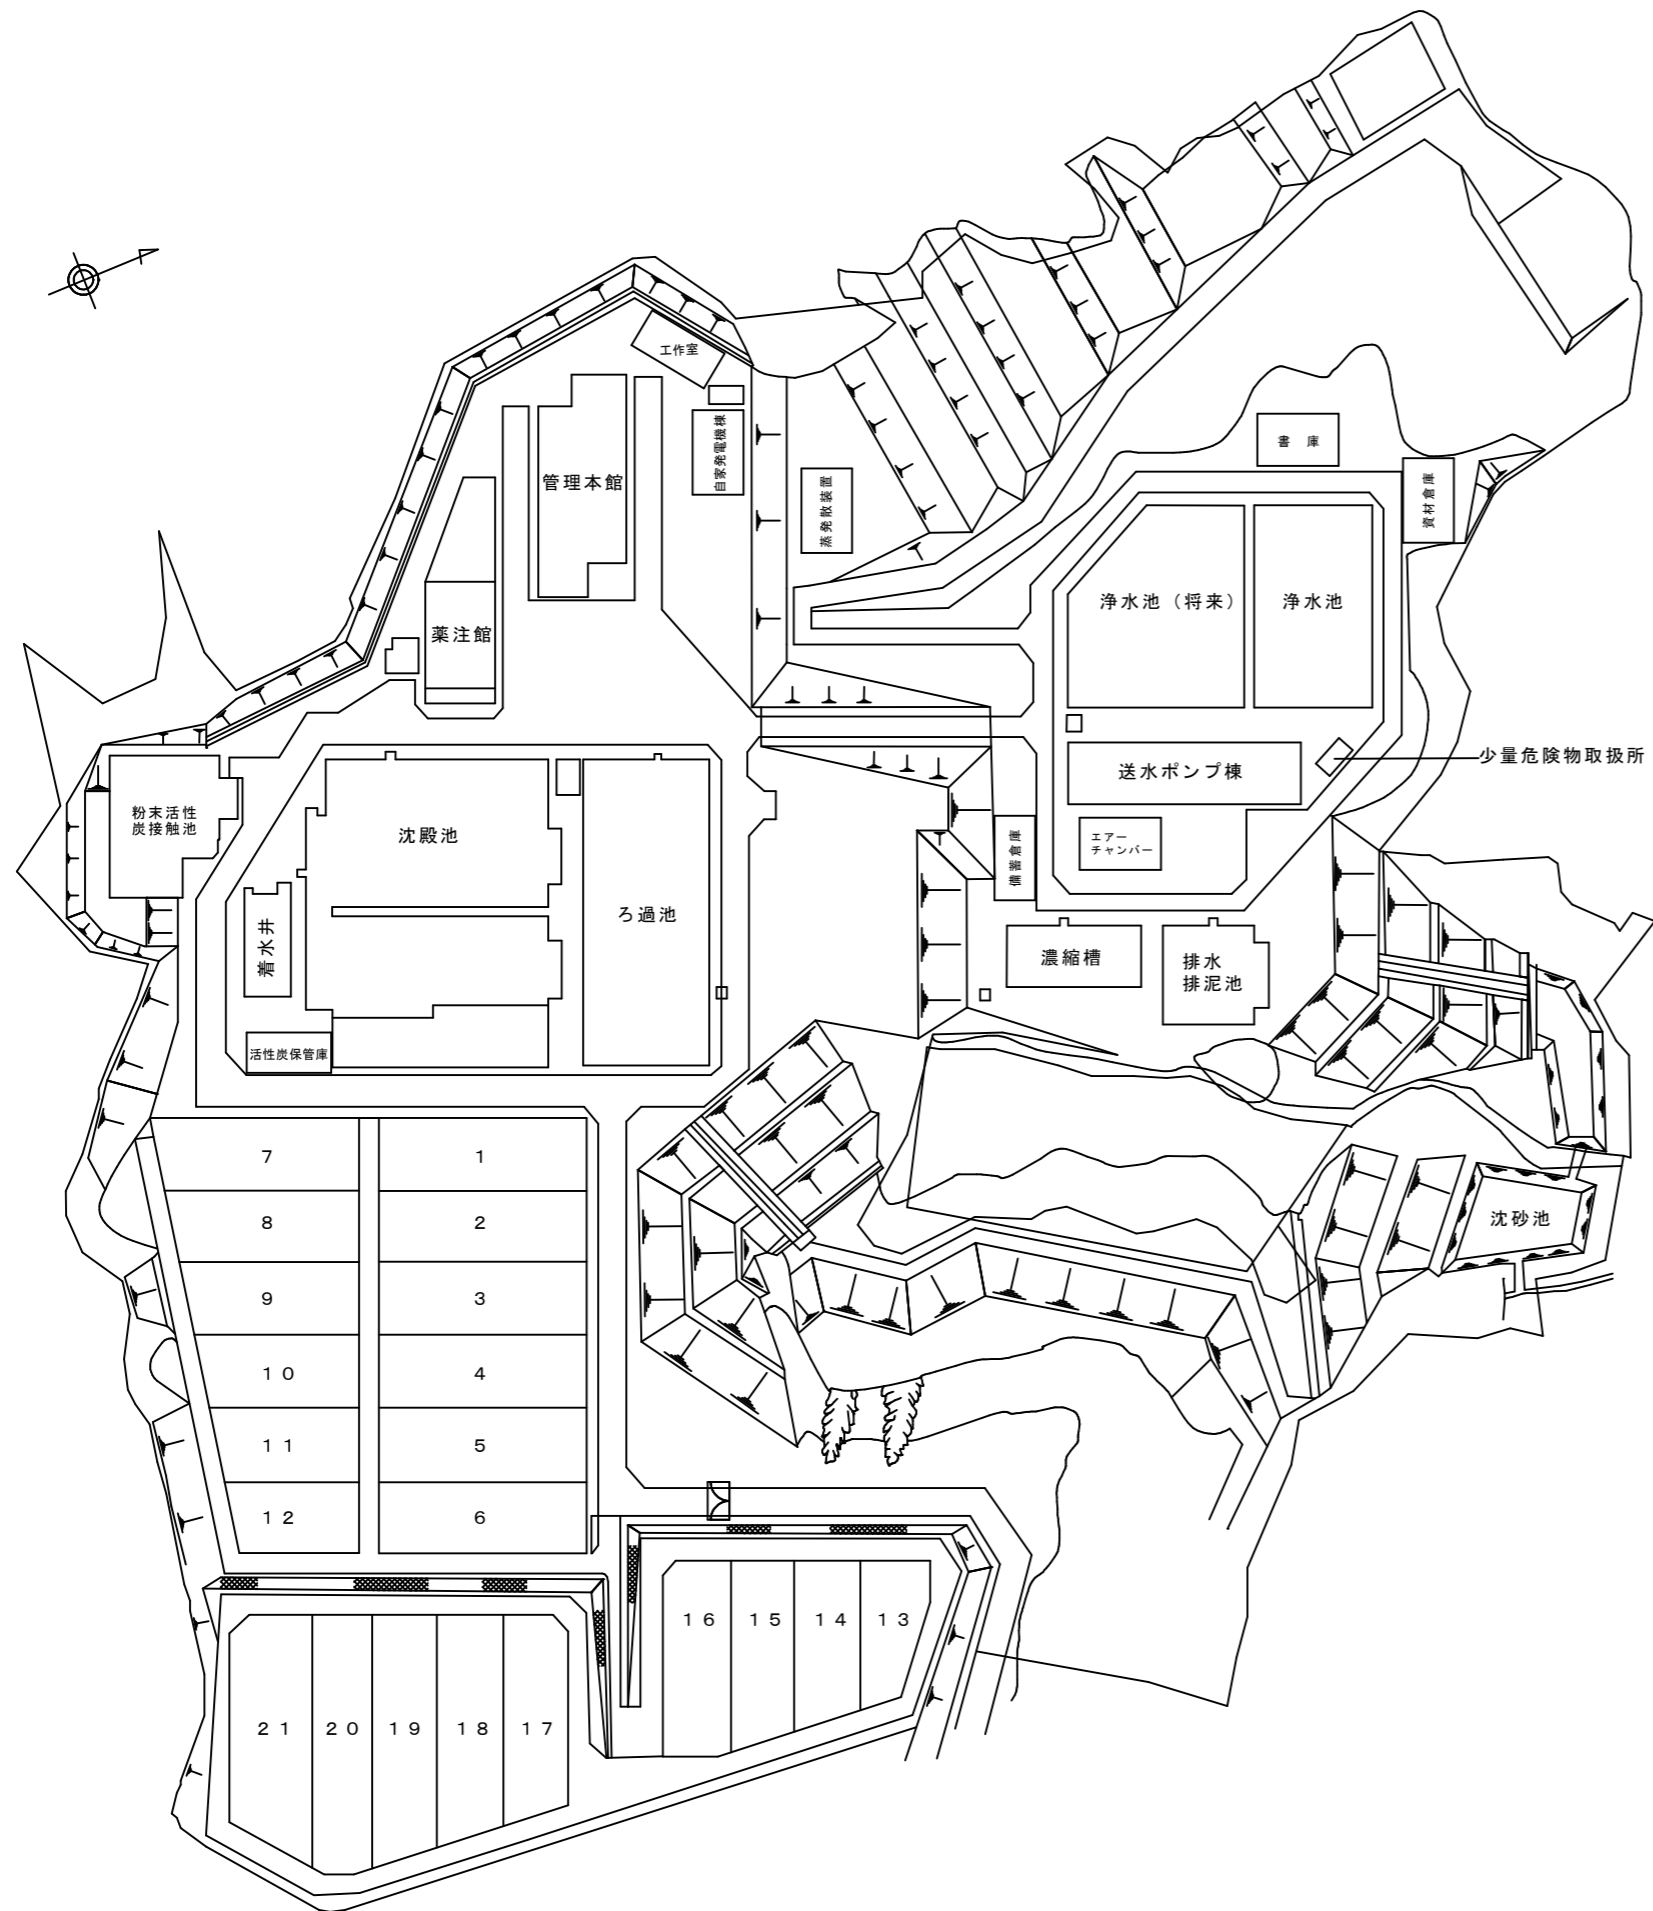 工作室
管理本館
自家発電機棟
蒸発散装置
書　庫
資材倉庫
薬注館
浄水池（将来）
浄水池
送水ポンプ棟
少量危険物取扱所
エアー
チャンバー
備蓄倉庫
粉末活性
炭接触池
沈殿池
ろ過池
着水井
活性炭保管庫
濃縮槽
排水
排泥池
沈砂池
7
1
8
2
9
3
10
4
11
5
12
6
16
15
14
13
21
20
19
18
17